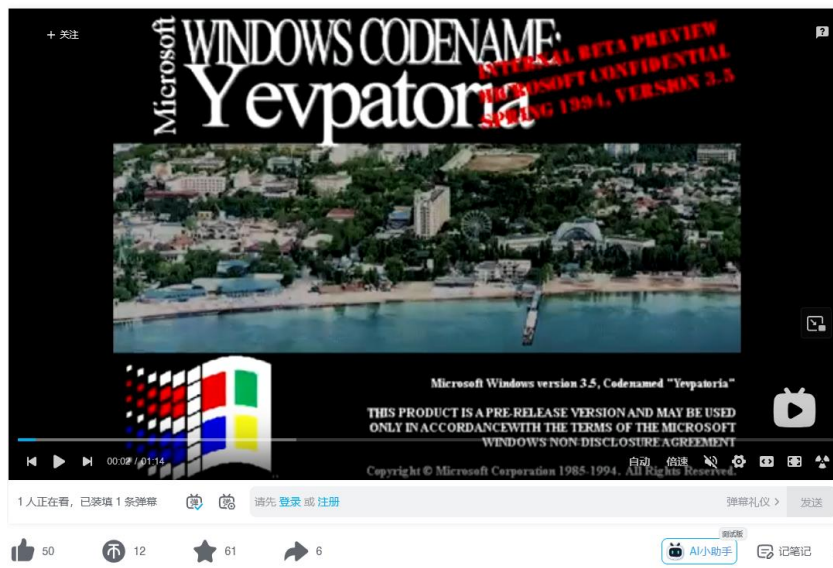 + 关注
Microsoft
WINDOWS CODENAME:
Yevpatoria
INTERNAL BETA PREVIEW
MICROSOFT CONFIDENTIAL
SPRING 1994, VERSION 3.5
Microsoft Windows version 3.5, Codenamed "Yevpatoria"
THIS PRODUCT IS A PRE-RELEASE VERSION AND MAY BE USED
ONLY IN ACCORDANCEWITH THE TERMS OF THE MICROSOFT
WINDOWS NON-DISCLOSURE AGREEMENT
00:02 / 01:14
自动 倍速
Copyright © Microsoft Corporation 1985-1994. All Rights Reserved.
1人正在看, 已装填 1 条弹幕 弹 弹 请先 登录 或 注册 弹幕礼仪 > 发送
50 12 61 6 测试版 AI小助手 记笔记